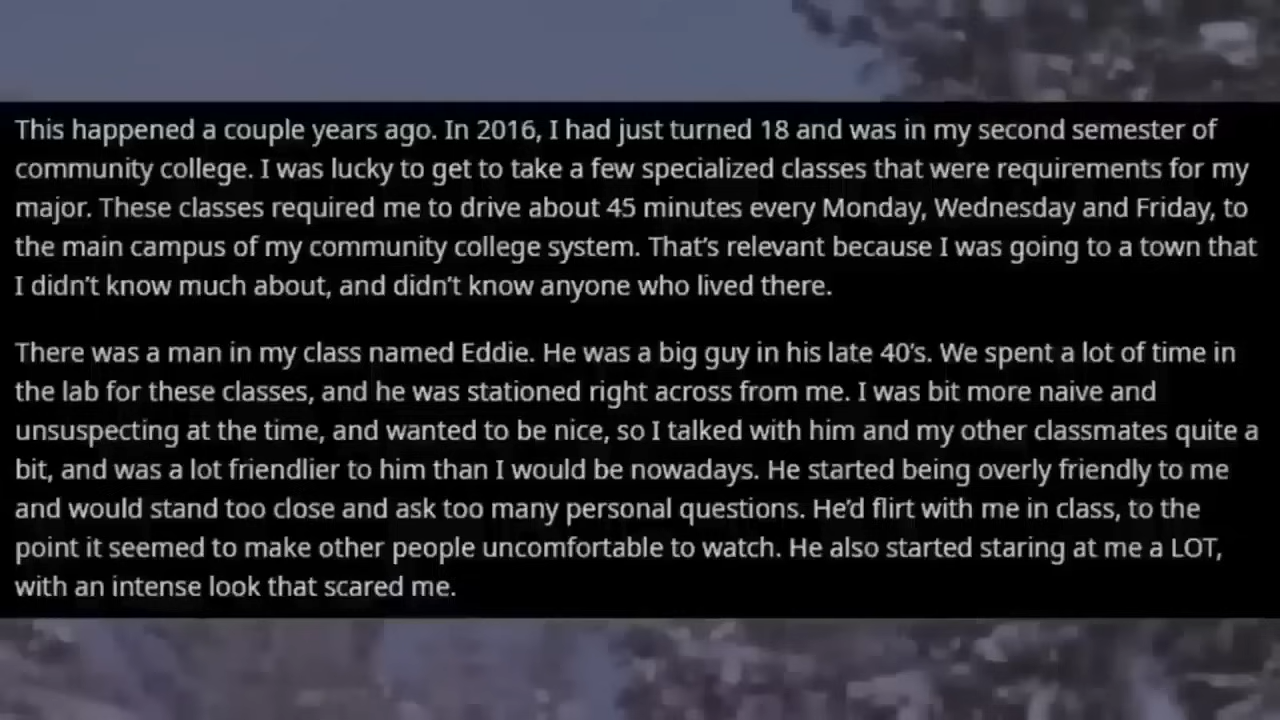 This happened a couple years ago. In 2016, I had just turned 18 and was in my second semester of
community college. I was lucky to get to take a few specialized classes that were requirements for my
major. These classes required me to drive about 45 minutes every Monday, Wednesday and Friday, to
the main campus of my community college system. That’s relevant because I was going to a town that
I didn’t know much about, and didn’t know anyone who lived there.
There was a man in my class named Eddie. He was a big guy in his late 40’s. We spent a lot of time in
the lab for these classes, and he was stationed right across from me. I was bit more naive and
unsuspecting at the time, and wanted to be nice, so I talked with him and my other classmates quite a
bit, and was a lot friendlier to him than I would be nowadays. He started being overly friendly to me
and would stand too close and ask too many personal questions. He’d flirt with me in class, to the
point it seemed to make other people uncomfortable to watch. He also started staring at me a LOT,
with an intense look that scared me.